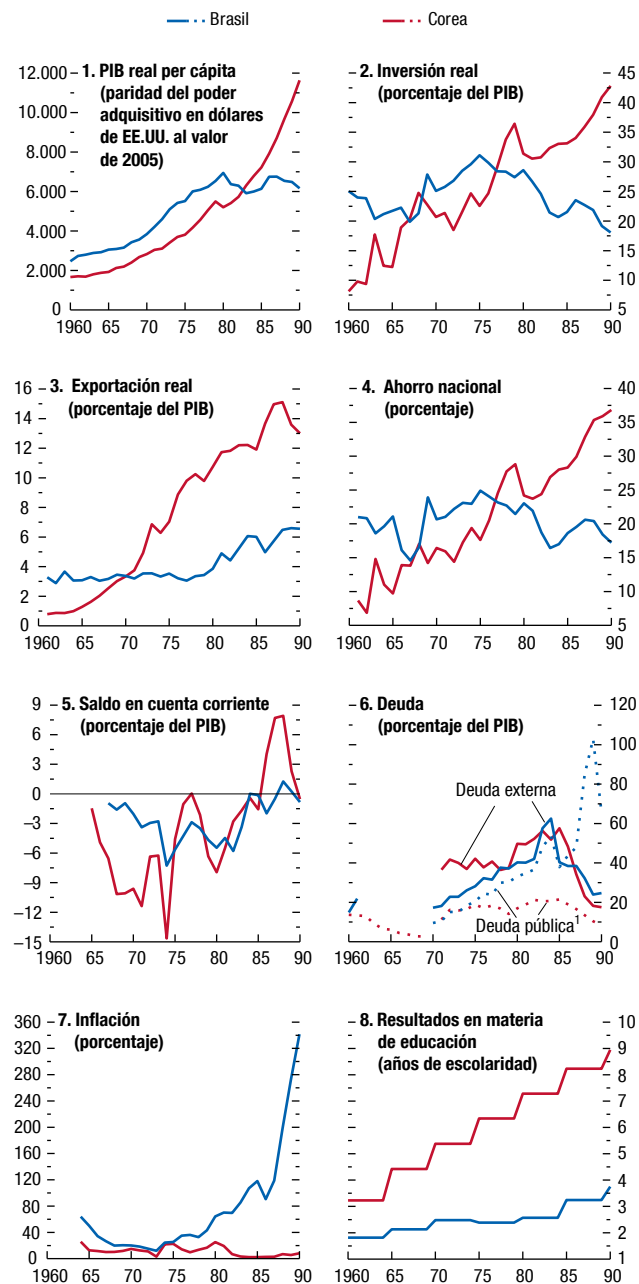 Brasil Corea
1. PIB real per cápita
(paridad del poder
adquisitivo en dólares
de EE.UU. al valor
de 2005)
12.000
10.000
8.000
6.000
4.000
2.000
0
1960 65 70 75 80 85 90
2. Inversión real
(porcentaje del PIB)
45
40
35
30
25
20
15
10
5
1960 65 70 75 80 85 90
3. Exportación real
(porcentaje del PIB)
16
14
12
10
8
6
4
2
0
1960 65 70 75 80 85 90
4. Ahorro nacional
(porcentaje)
40
35
30
25
20
15
10
5
1960 65 70 75 80 85 90
5. Saldo en cuenta corriente
(porcentaje del PIB)
9
6
3
0
–3
–6
–9
–12
–15
1960 65 70 75 80 85 90
6. Deuda
(porcentaje del PIB)
Deuda externa
Deuda pública1
120
100
80
60
40
20
0
1960 65 70 75 80 85 90
7. Inflación
(porcentaje)
360
320
280
240
200
160
120
80
40
0
1960 65 70 75 80 85 90
8. Resultados en materia
de educación
(años de escolaridad)
10
9
8
7
6
5
4
3
2
1
1960 65 70 75 80 85 90